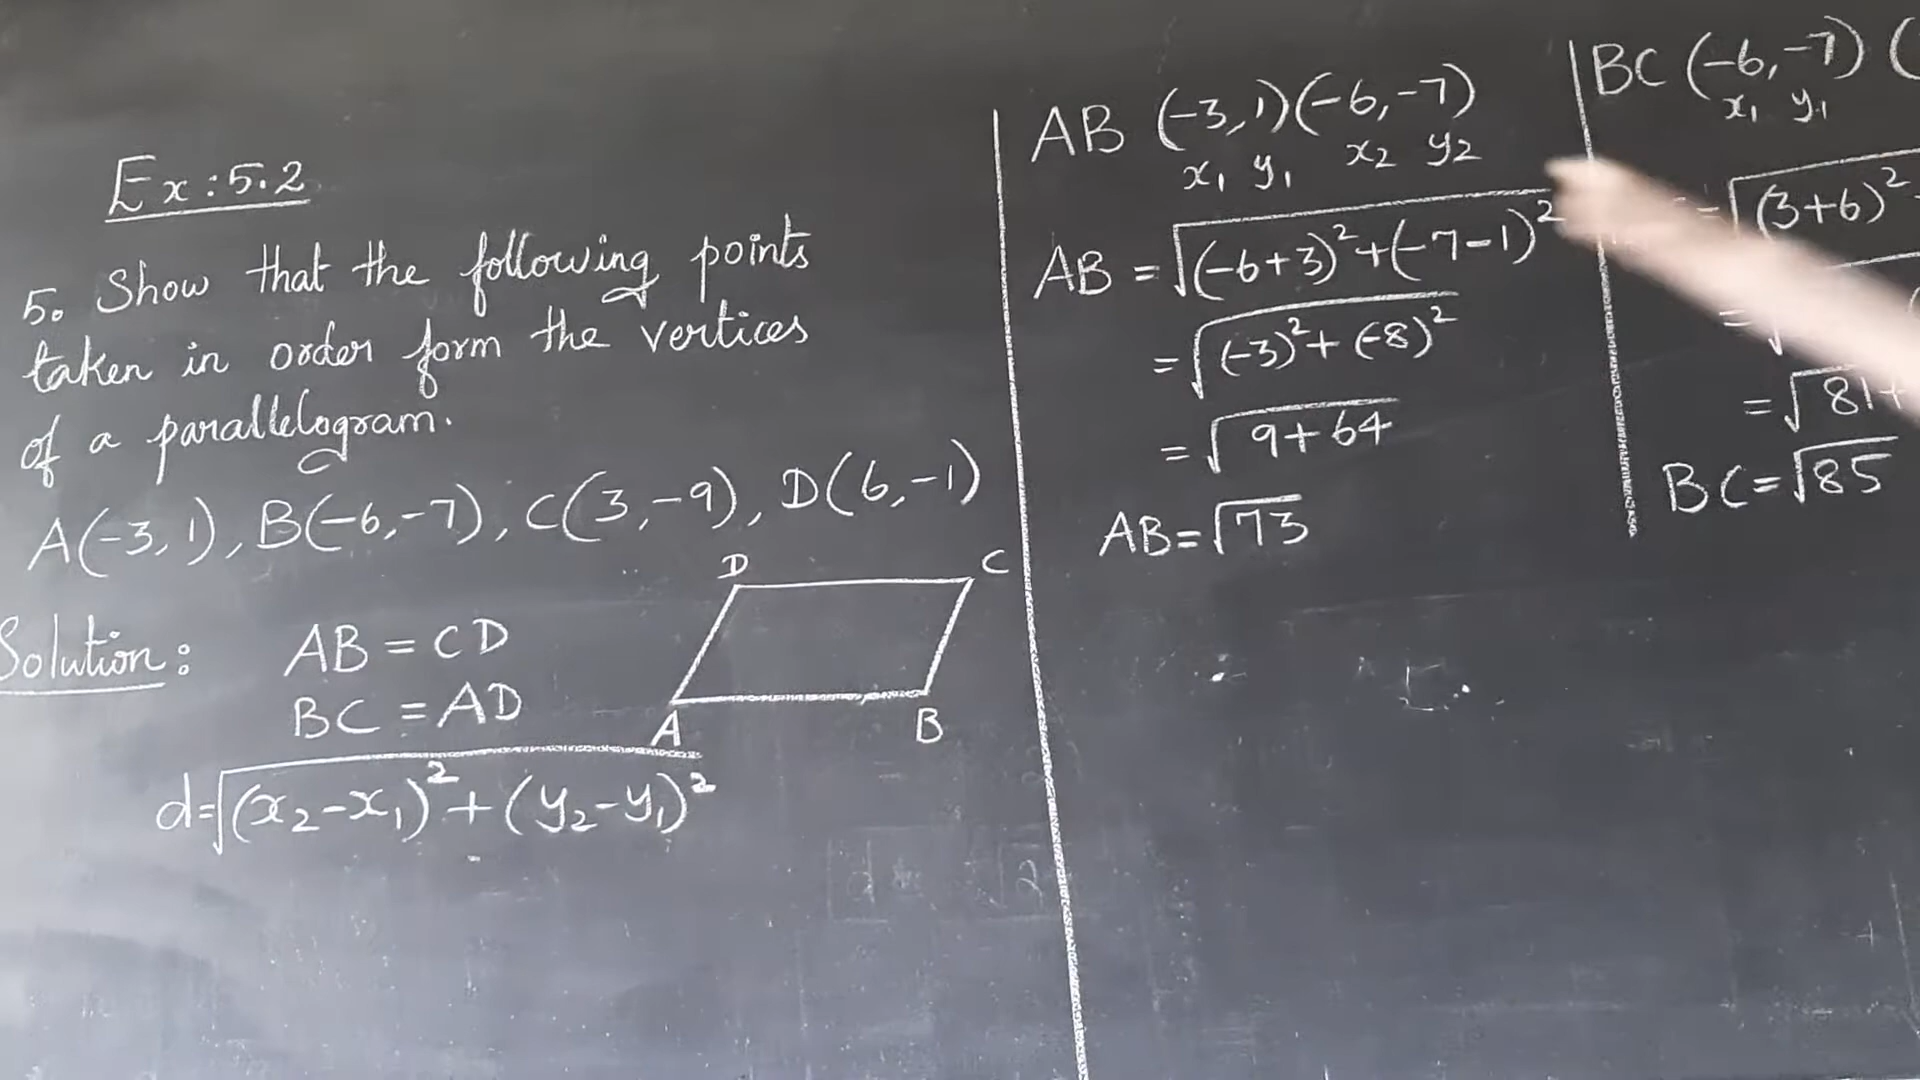 Ex:5.2
5. Show that the following points
taken in order form the vertices
of a parallelogram.
A(-3,1), B(-6,-7), C(3,-9), D(6,-1)
Solution:
AB = CD
BC = AD
D C
A B
d=√(x₂-x₁)²+(y₂-y₁)²
AB (-3,1)(-6,-7)
x₁ y₁ x₂ y₂
AB = √(-6+3)²+(-7-1)²
= √(-3)²+(-8)²
= √9+64
AB=√73
BC (-6,-7) (
x₁ y₁
=√(3+6)²
=√
=√81+
BC=√85